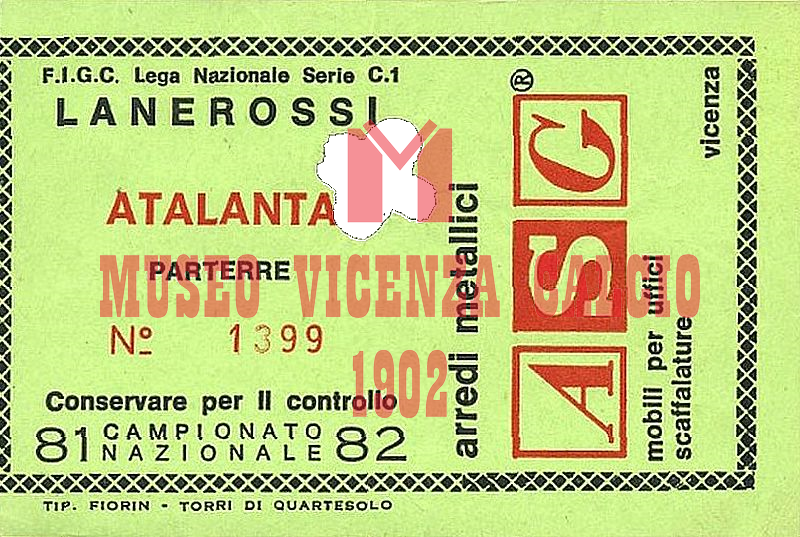 F.I.G.C. Lega Nazionale Serie C.1
LANEROSSI
ATALANTA
PARTERRE
MUSEO VICENZA CALCIO
Nº 1399
1902
Conservare per Il controllo
81 CAMPIONATO NAZIONALE 82
TIP. FIORIN - TORRI DI QUARTESOLO
arredi metallici
ASC ®
mobili per uffici
scaffalature
vicenza